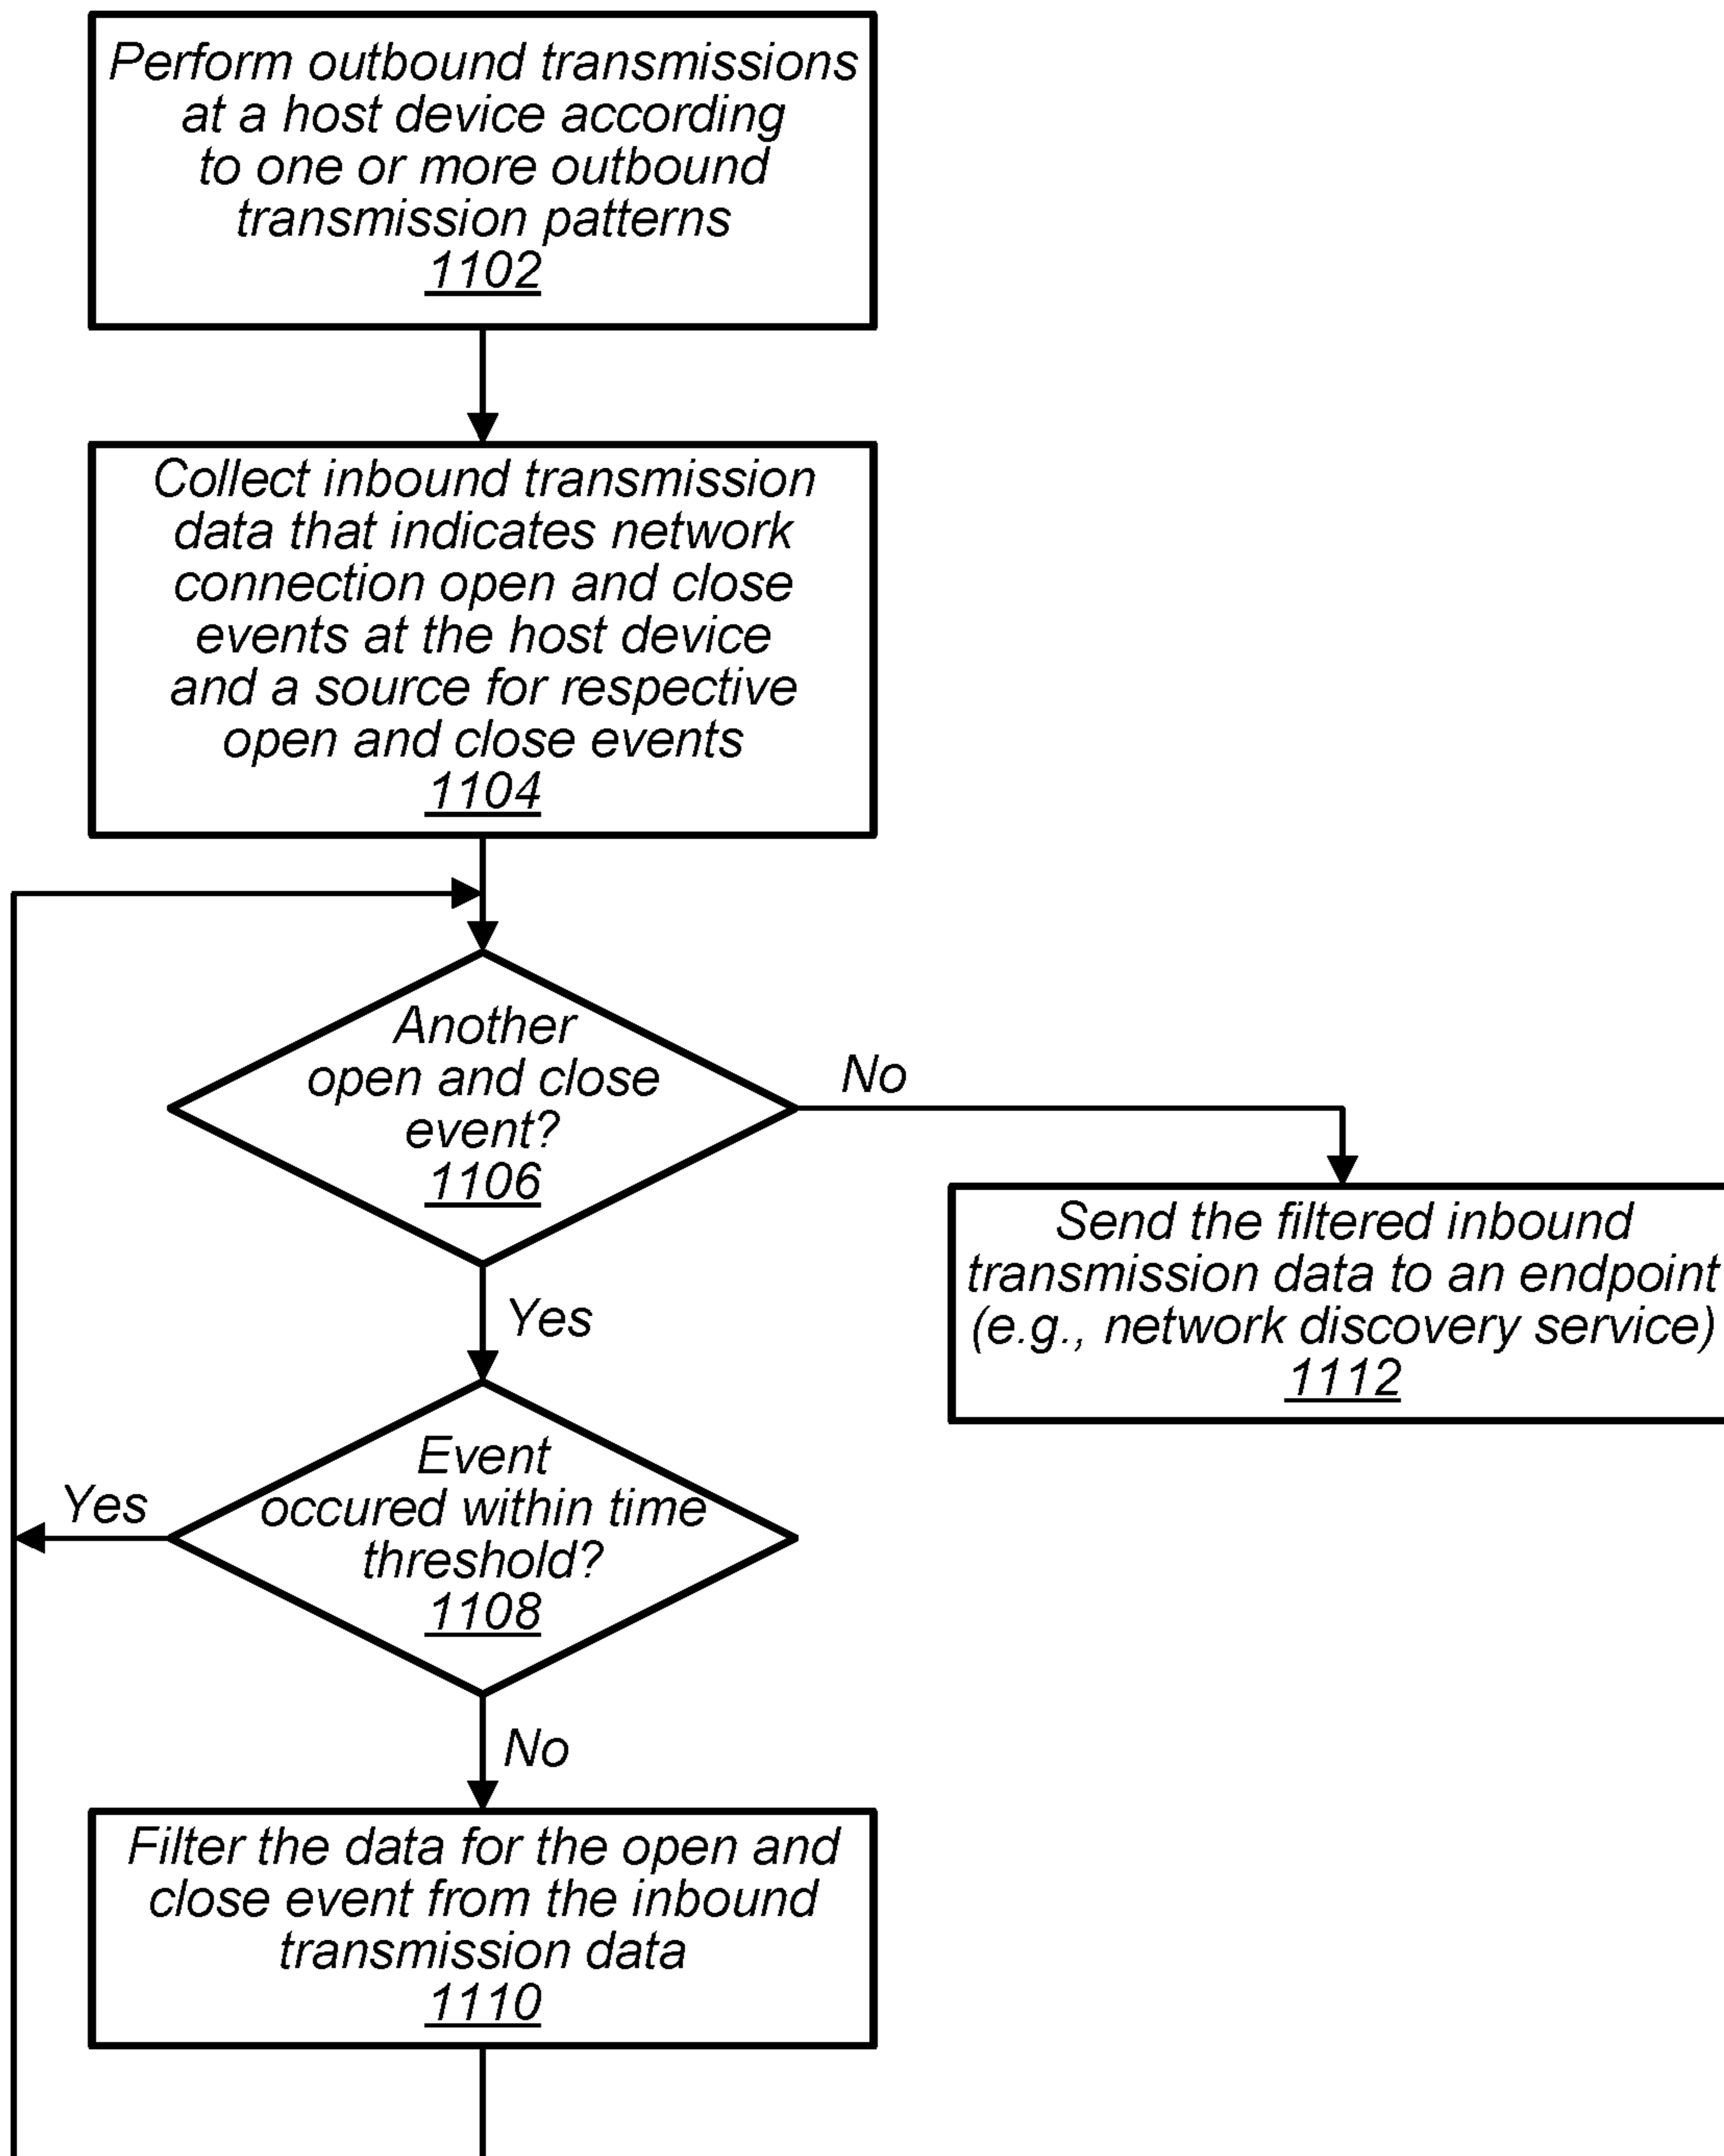 Perform outbound transmissions
at a host device according
to one or more outbound
transmission patterns
1102
Collect inbound transmission
data that indicates network
connection open and close
events at the host device
and a source for respective
open and close events
1104
Another
open and close
event?
1106
No
Send the filtered inbound
transmission data to an endpoint
(e.g., network discovery service)
1112
Yes
Event
occured within time
threshold?
1108
Yes
No
Filter the data for the open and
close event from the inbound
transmission data
1110